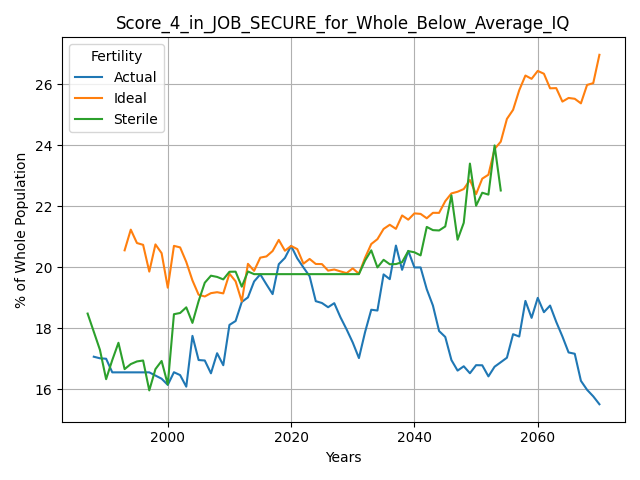 Score_4_in_JOB_SECURE_for_Whole_Below_Average_IQ
Fertility
Actual
Ideal
Sterile
% of Whole Population
26
24
22
20
18
16
2000 2020 2040 2060
Years